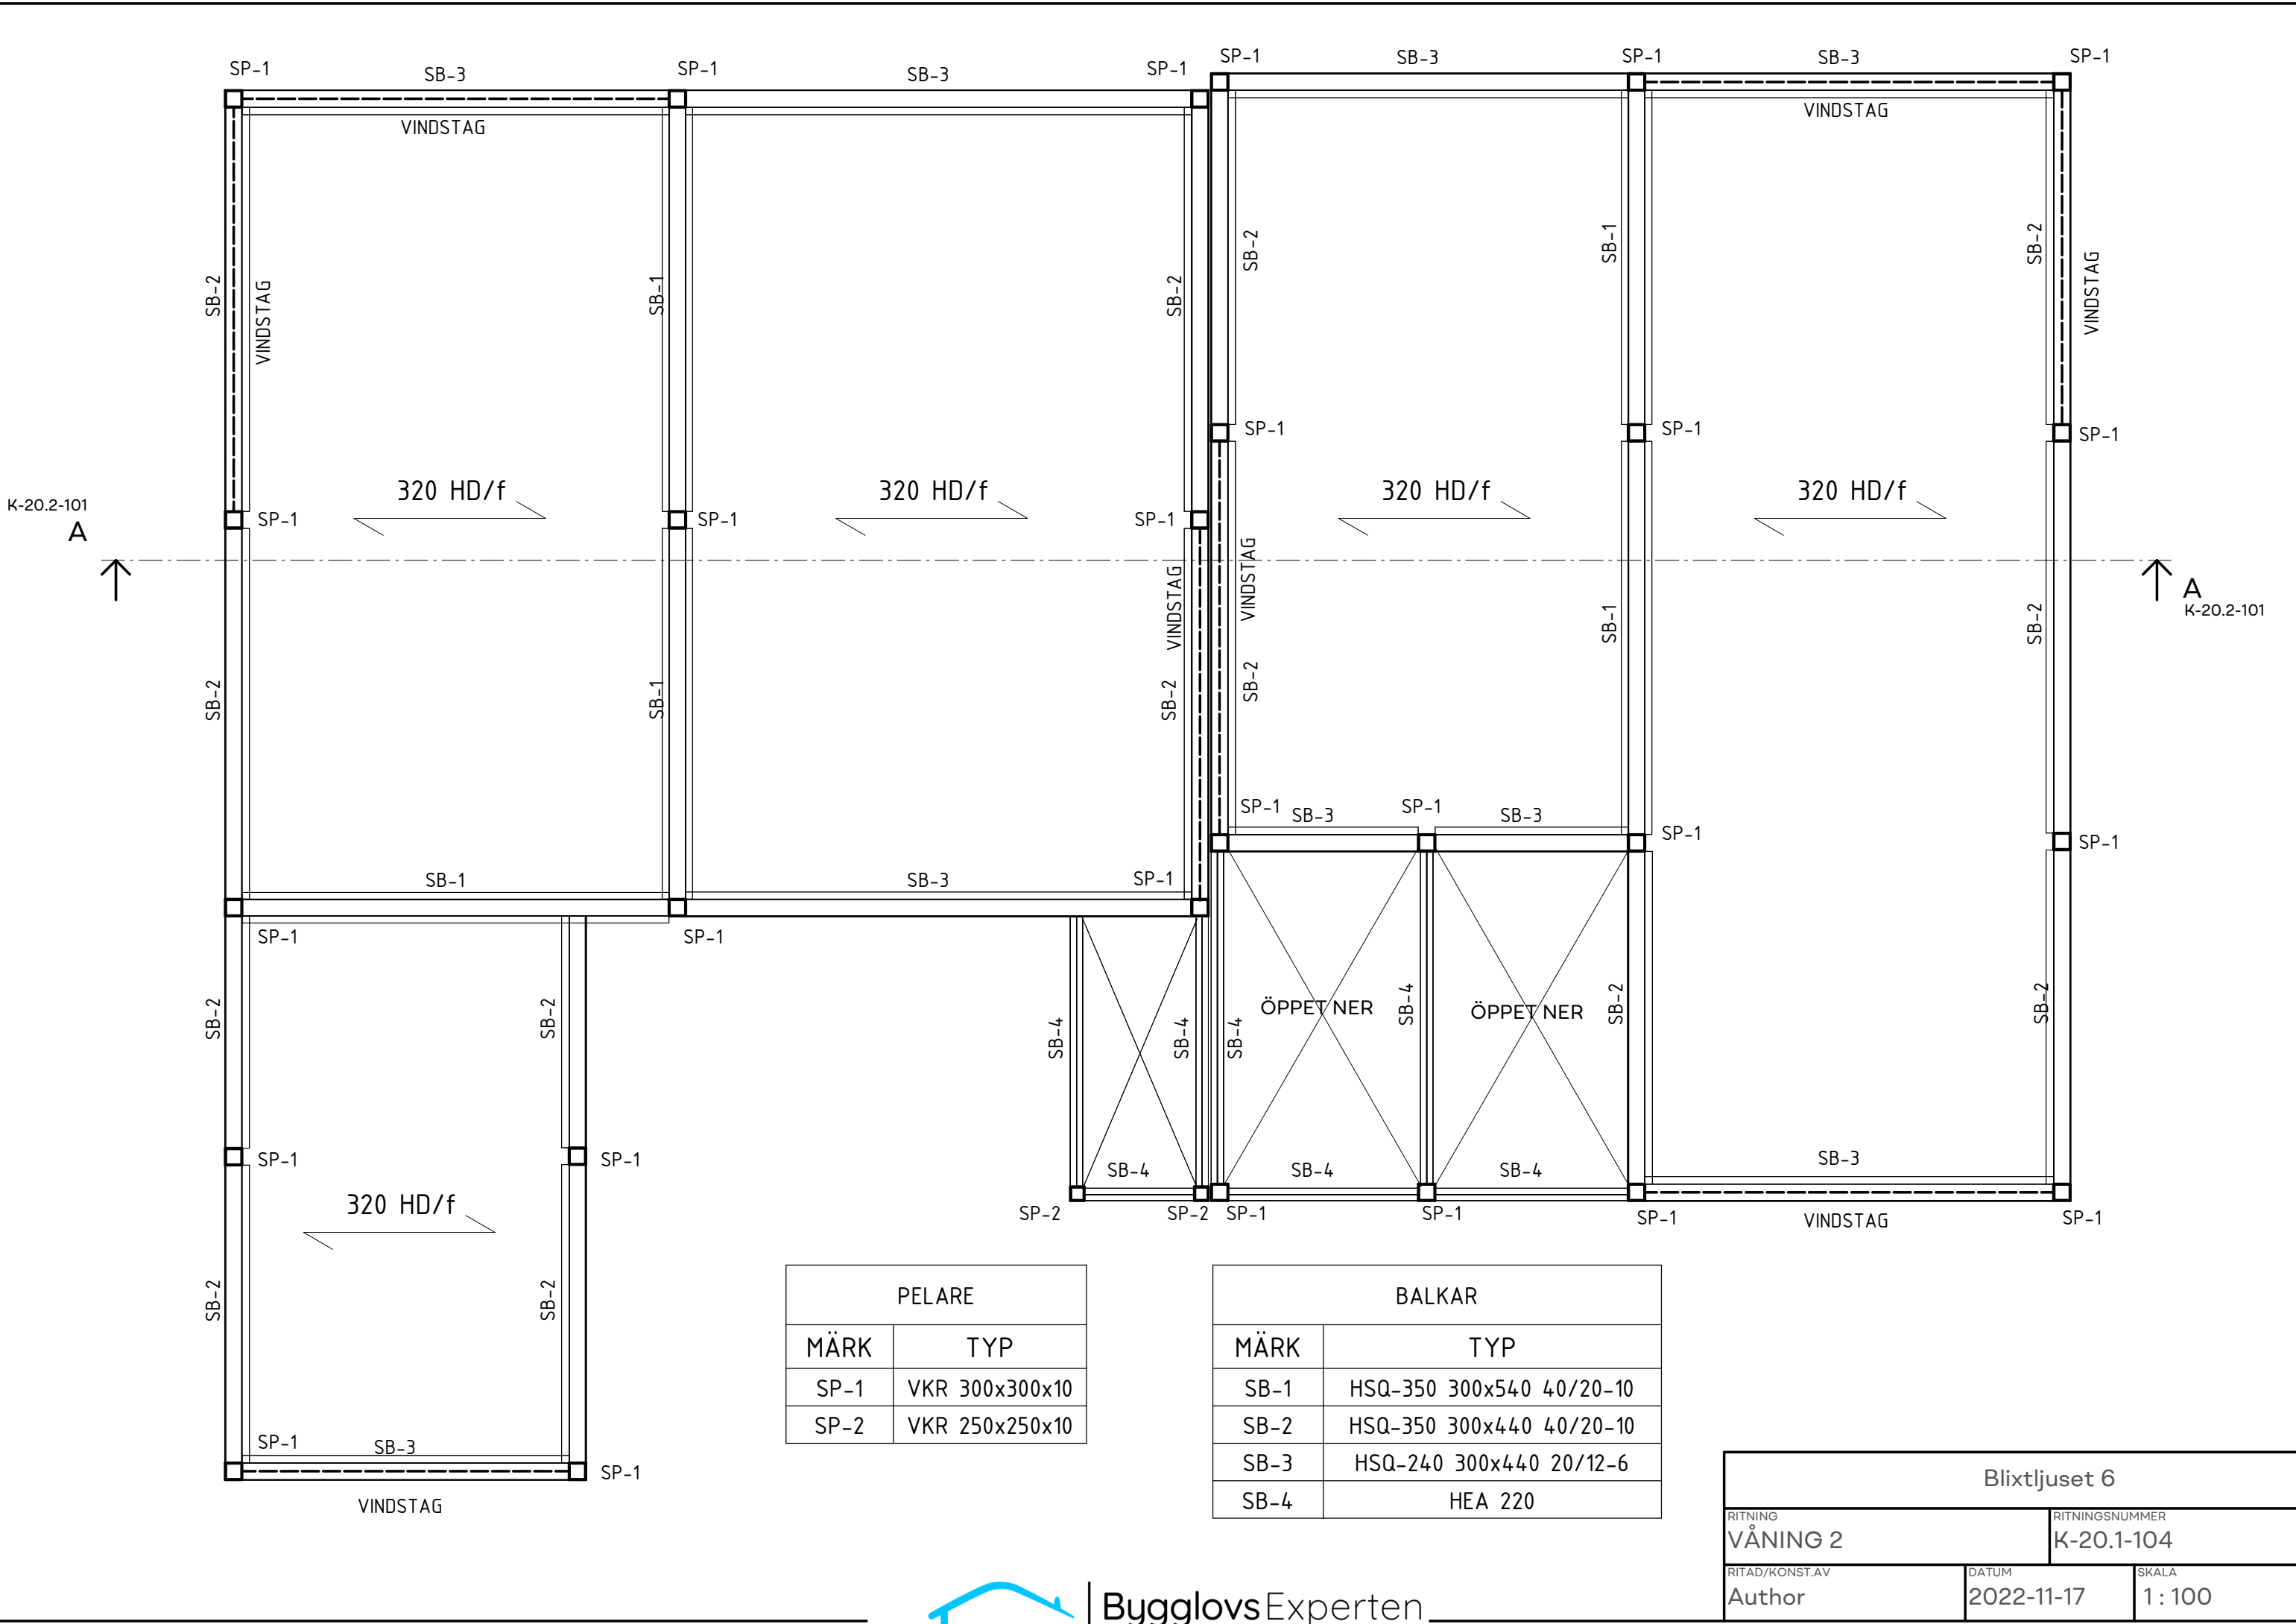 SP-1
SB-3
SP-1
SB-3
SP-1
SP-1
SB-3
SP-1
SB-3
SP-1
VINDSTAG
VINDSTAG
SB-2
VINDSTAG
SB-1
SB-2
SB-2
SB-1
SB-2
VINDSTAG
SP-1
SP-1
SP-1
320 HD/f
320 HD/f
320 HD/f
320 HD/f
K-20.2-101
A
SP-1
SP-1
SP-1
VINDSTAG
VINDSTAG
A
K-20.2-101
SB-2
SB-1
SB-2
SB-2
SB-1
SB-2
SP-1
SB-3
SP-1
SB-3
SP-1
SP-1
SB-1
SB-3
SP-1
SP-1
SP-1
SB-2
SB-2
SB-4
SB-4
SB-4
ÖPPET NER
SB-4
ÖPPET NER
SB-2
SB-2
SP-1
SP-1
SB-4
SB-4
SB-4
SB-3
320 HD/f
SP-2
SP-2
SP-1
SP-1
SP-1
VINDSTAG
SP-1
SB-2
SB-2
SP-1
SB-3
SP-1
VINDSTAG
PELARE
MÄRK TYP
SP-1 VKR 300x300x10
SP-2 VKR 250x250x10
BALKAR
MÄRK TYP
SB-1 HSQ-350 300x540 40/20-10
SB-2 HSQ-350 300x440 40/20-10
SB-3 HSQ-240 300x440 20/12-6
SB-4 HEA 220
Blixtljuset 6
RITNING
VÅNING 2
RITNINGSNUMMER
K-20.1-104
RITAD/KONST.AV
Author
DATUM
2022-11-17
SKALA
1 : 100
BygglovsExperten